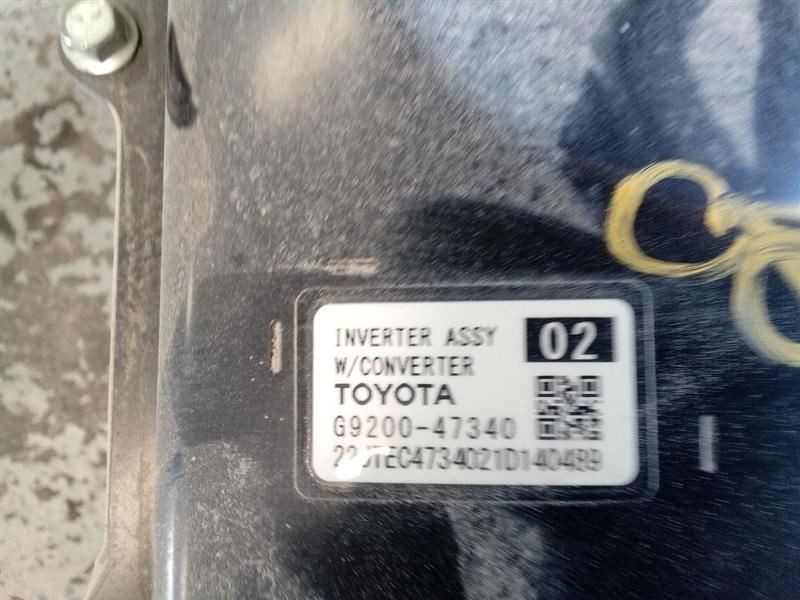 INVERTER ASSY
02
W/CONVERTER
TOYOTA
G9200-47340